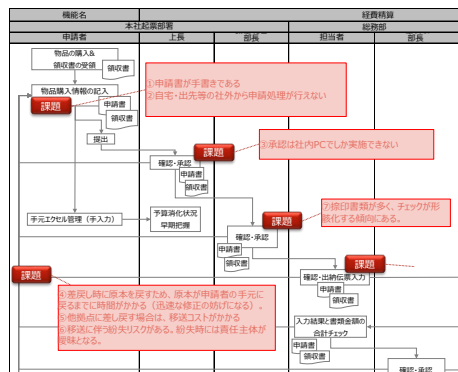 機能名
経費精算
本社起票部署
総務部
申請者
上長
部長
担当者
部長
物品の購入&
領収書の受領
領収書
物品購入情報の記入
申請書
領収書
課題
①申請書が手書きである
②自宅・出先等の社外から申請処理が行えない
提出
課題
③承認は社内PCでしか実施できない
確認・承認
申請書
領収書
手元エクセル管理（手入力）
予算消化状況
早期把握
課題
⑦捺印書類が多く、チェックが形
骸化する傾向にある。
確認・承認
申請書
領収書
課題
課題
確認・出納伝票入力
申請書
領収書
④差戻し時に原本を戻すため、原本が申請者の手元に
戻るまでに時間がかかる（迅速な修正の妨げになる）。
⑤他拠点に差し戻す場合は、移送コストがかかる
⑥移送に伴う紛失リスクがある。紛失時には責任主体が
曖昧となる。
入力結果と書類金額の
合計チェック
申請書
領収書
確認・承認